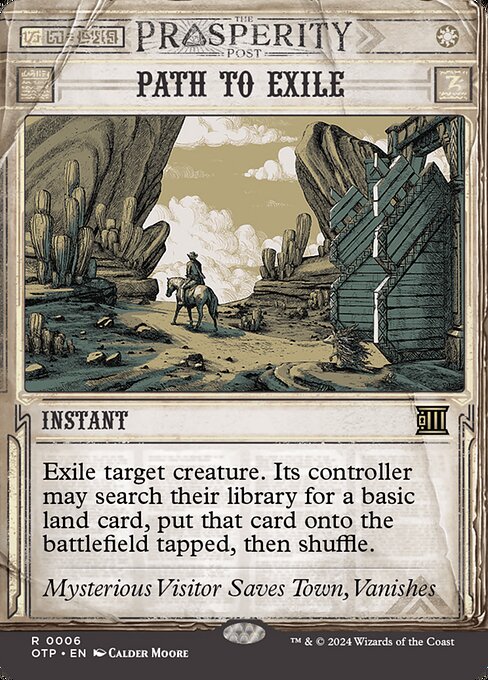 THE
PROSPERITY
POST
PATH TO EXILE
INSTANT
Exile target creature. Its controller
may search their library for a basic
land card, put that card onto the
battlefield tapped, then shuffle.
Mysterious Visitor Saves Town, Vanishes
R 0006
OTP • EN CALDER MOORE
™ & © 2024 Wizards of the Coast